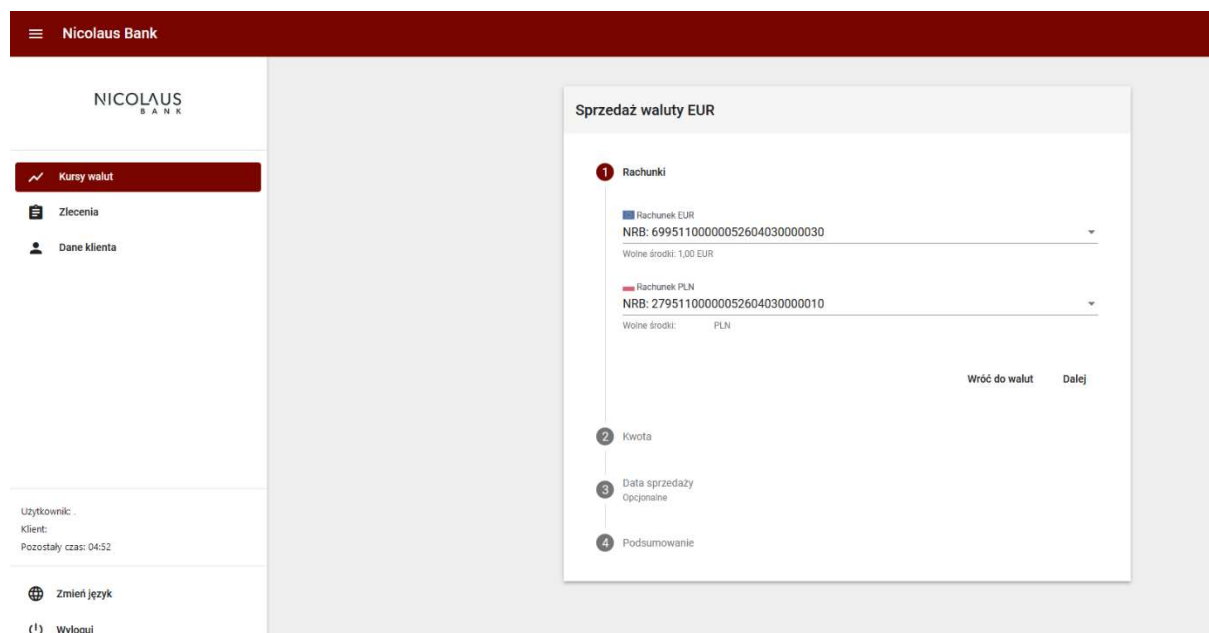 Nicolaus Bank
NICOLAUS
BANK
Kursy walut
Zlecenia
Dane klienta
Użytkownik: .
Klient:
Pozostały czas: 04:52
Zmień język
Wyloguj
Sprzedaż waluty EUR
1 Rachunki
Rachunek EUR
NRB: 69951100000052604030000030
Wolne środki: 1,00 EUR
Rachunek PLN
NRB: 27951100000052604030000010
Wolne środki: PLN
Wróć do walut Dalej
2 Kwota
3 Data sprzedaży
Opcjonalne
4 Podsumowanie